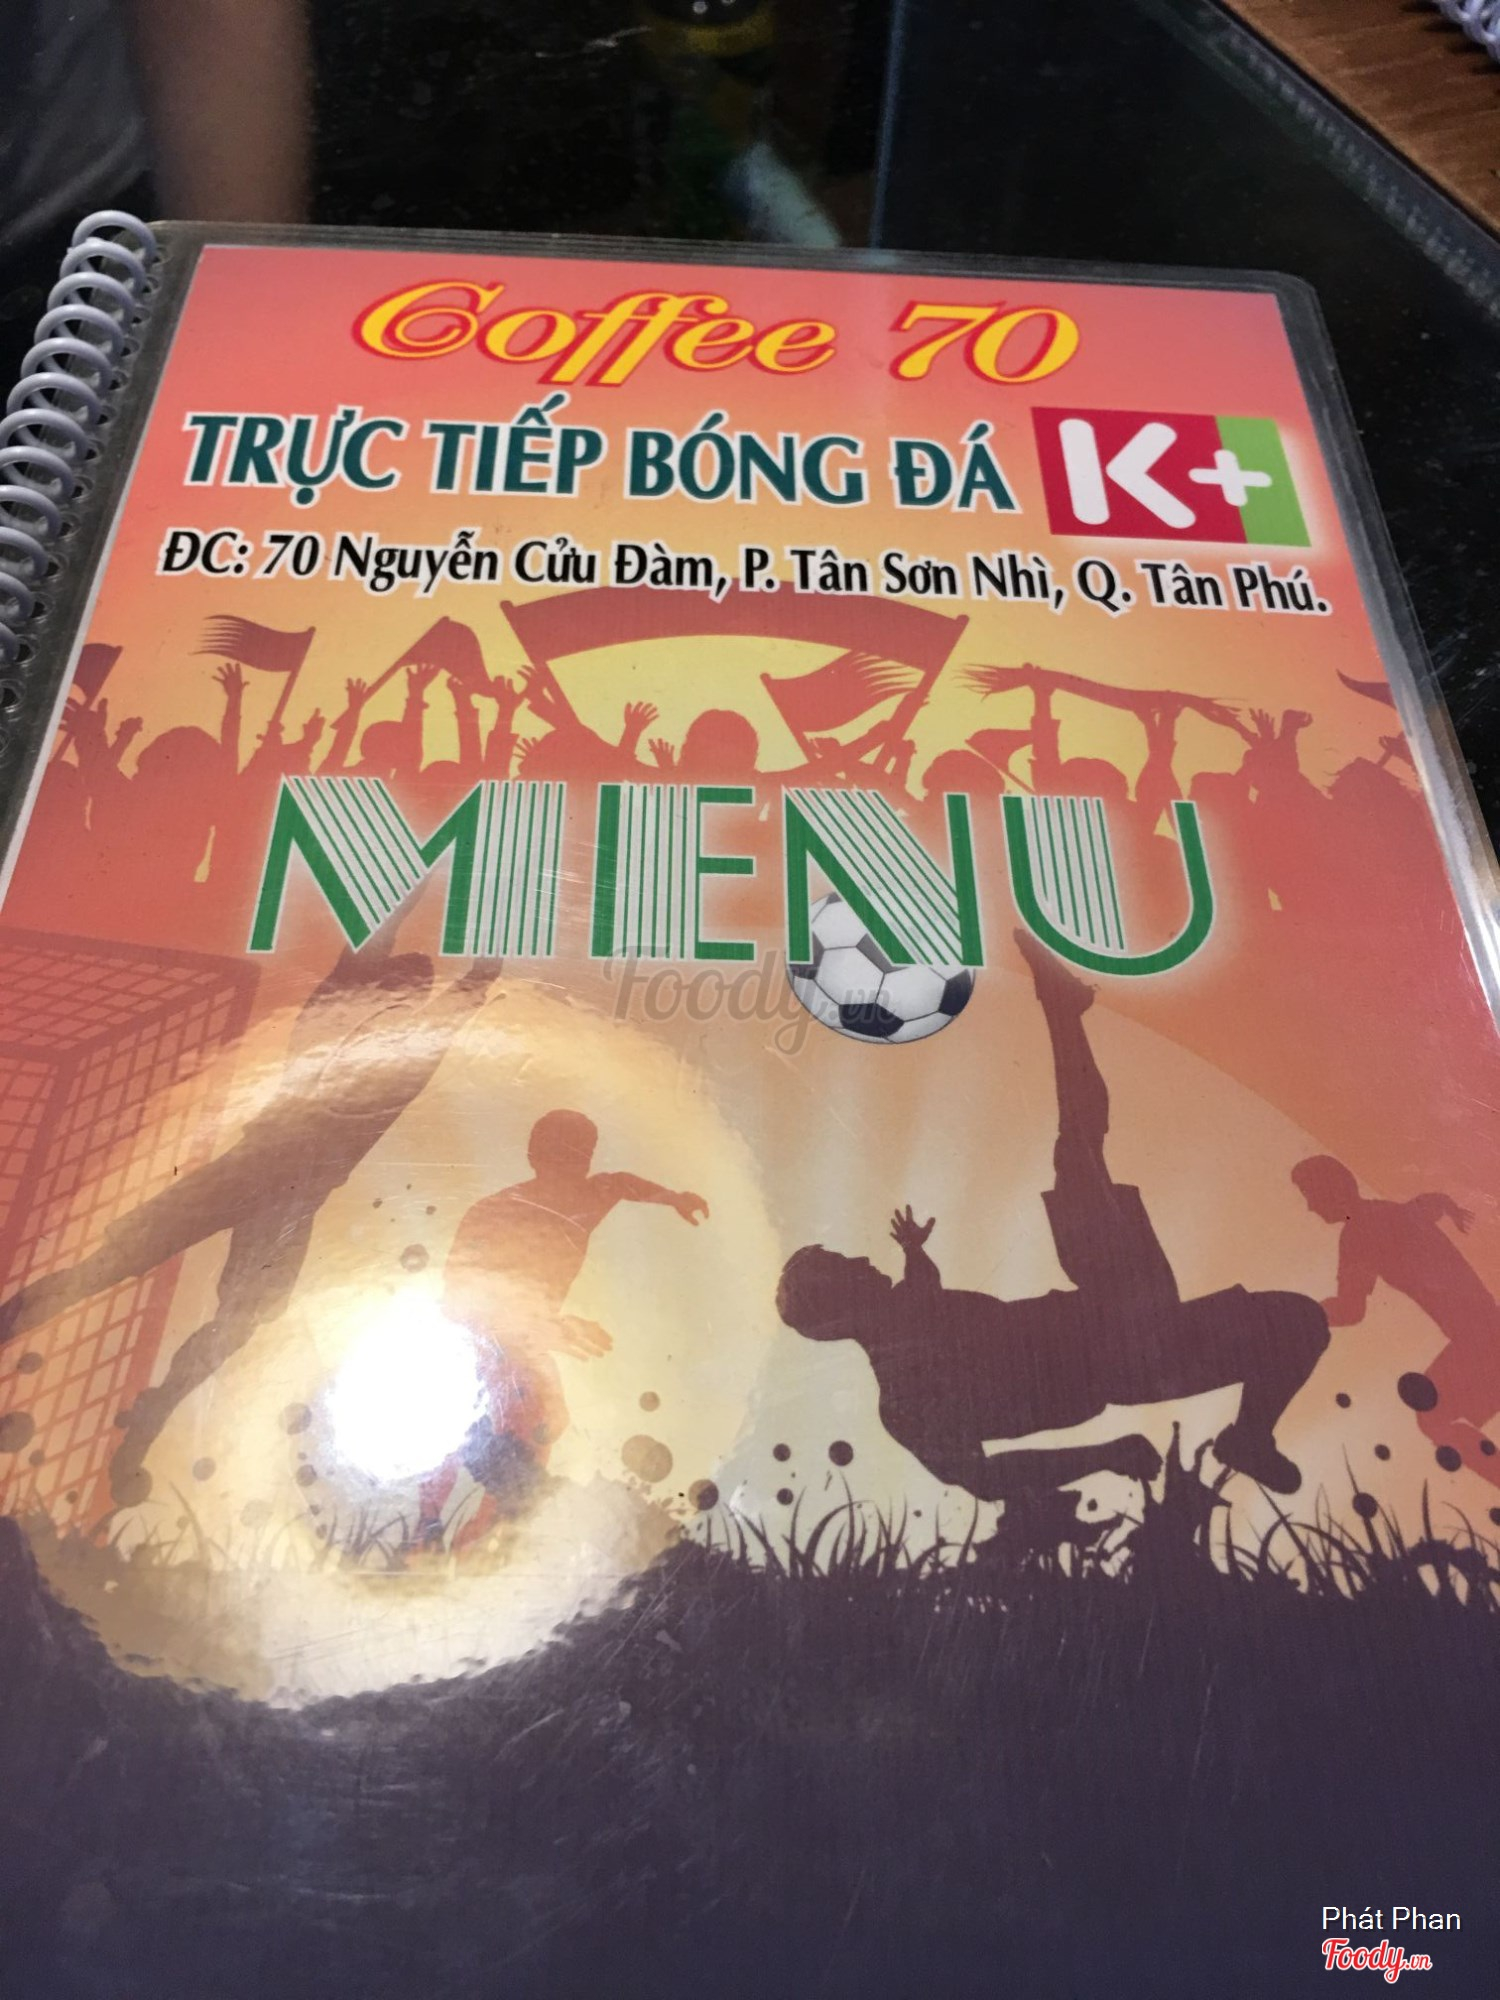 Coffee 70
TRỰC TIẾP BÓNG ĐÁ K+
ĐC: 70 Nguyễn Cửu Đàm, P. Tân Sơn Nhì, Q. Tân Phú.
MENU
Foody.vn
Phát Phan
Foody.vn